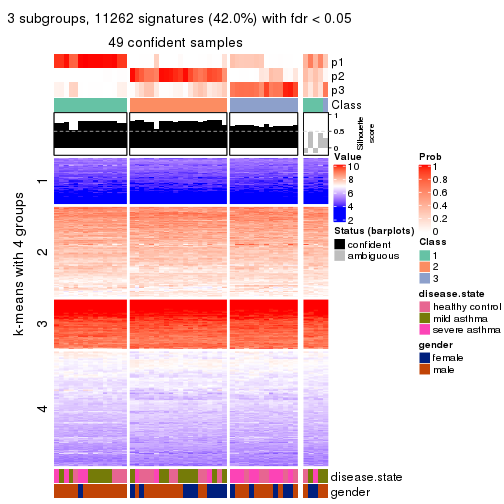 3 subgroups, 11262 signatures (42.0%) with fdr < 0.05
49 confident samples
p1
p2
p3
Class
1
0.5
0
Silhouette
score
k-means with 4 groups
1
2
3
4
disease.state
gender
Value
10
8
6
4
2
Status (barplots)
confident
ambiguous
Prob
1
0.8
0.6
0.4
0.2
0
Class
1
2
3
disease.state
healthy control
mild asthma
severe asthma
gender
female
male